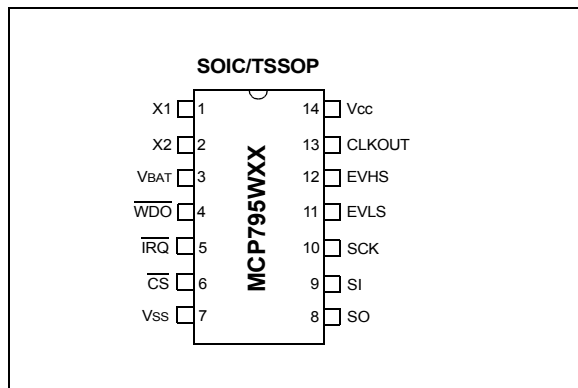 SOIC/TSSOP
X1 1 14 Vcc
X2 2 13 CLKOUT
VBAT 3 12 EVHS
WDO 4 11 EVLS
IRQ 5 10 SCK
CS 6 9 SI
Vss 7 8 SO
MCP795WXX